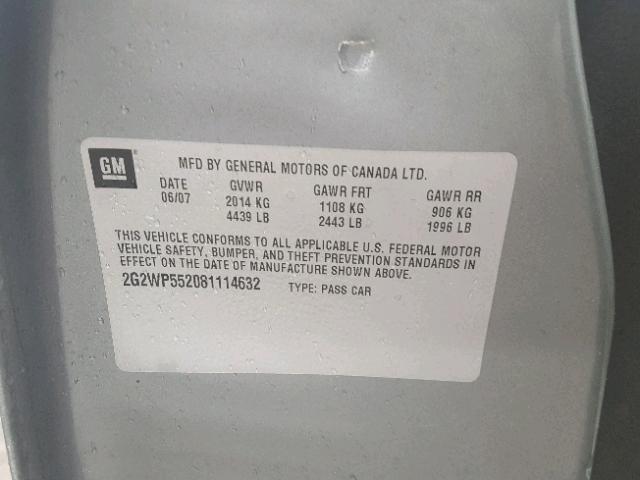 GM
MFD BY GENERAL MOTORS OF CANADA LTD.
DATE GVWR GAWR FRT GAWR RR
06/07 2014 KG 1108 KG 906 KG
4439 LB 2443 LB 1996 LB
THIS VEHICLE CONFORMS TO ALL APPLICABLE U.S. FEDERAL MOTOR
VEHICLE SAFETY, BUMPER, AND THEFT PREVENTION STANDARDS IN
EFFECT ON THE DATE OF MANUFACTURE SHOWN ABOVE.
2G2WP552081114632 TYPE: PASS CAR